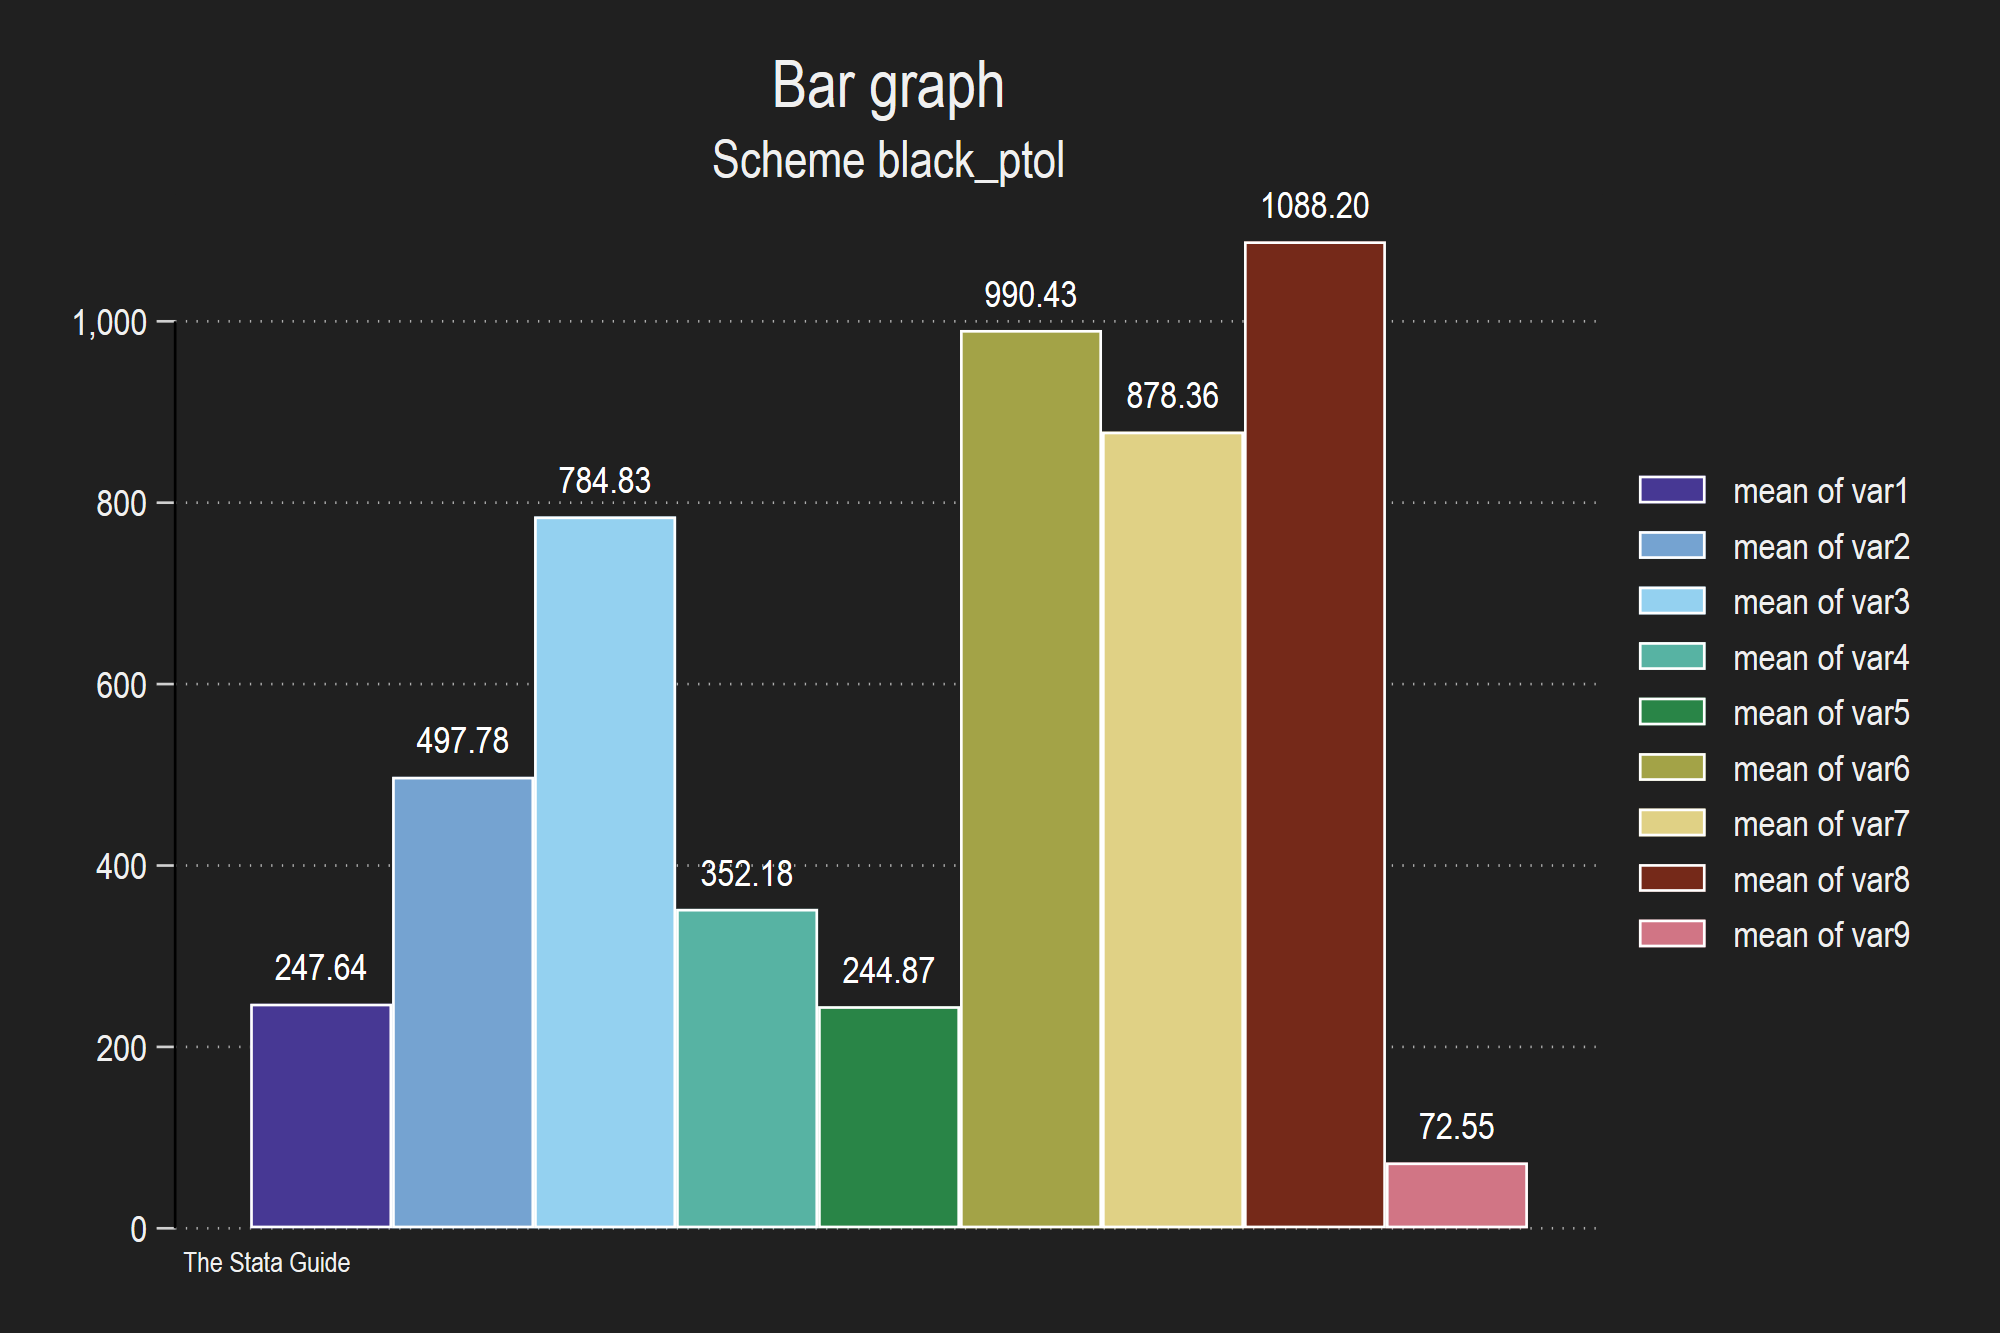 Bar graph
Scheme black_ptol
1088.20
990.43
1,000
878.36
784.83
800
mean of var1
mean of var2
mean of var3
600
mean of var4
497.78
mean of var5
mean of var6
mean of var7
400
352.18
mean of var8
mean of var9
247.64
244.87
200
72.55
0
The Stata Guide